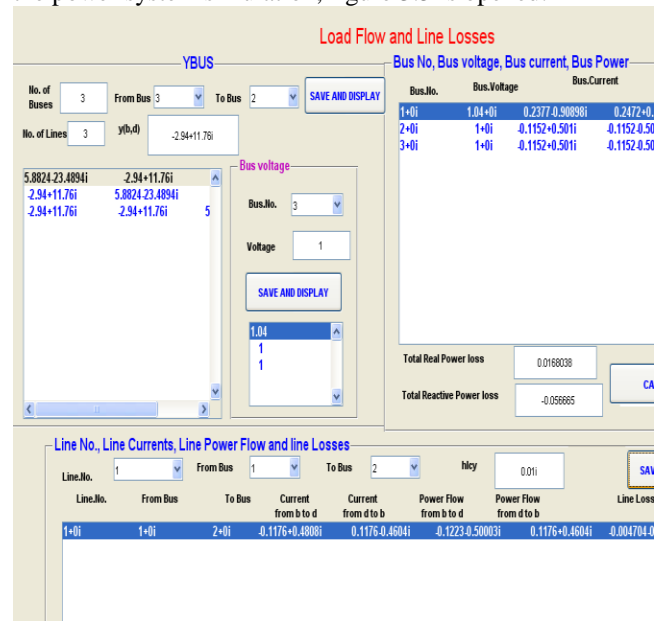 Load Flow and Line Losses
YBUS
No. of Buses 3 From Bus 3 To Bus 2 SAVE AND DISPLAY
No. of Lines 3 y(b,d) -2.94+11.76i
5.8824-23.4894i -2.94+11.76i
-2.94+11.76i 5.8824-23.4894i
-2.94+11.76i -2.94+11.76i 5
Bus voltage
Bus.No. 3
Voltage 1
SAVE AND DISPLAY
1.04
1
1
Bus No, Bus voltage, Bus current, Bus Power
Bus.No. Bus.Voltage Bus.Current
1+0i 1.04+0i 0.2377-0.90898i 0.2472+0.
2+0i 1+0i -0.1152+0.501i -0.1152-0.50
3+0i 1+0i -0.1152+0.501i -0.1152-0.50
Total Real Power loss 0.0168038
Total Reactive Power loss -0.056665
CA
Line No., Line Currents, Line Power Flow and line Losses
Line.No. 1 From Bus 1 To Bus 2 hlcy 0.01i SAV
Line.No. From Bus To Bus Current from b to d Current from d to b Power Flow from b to d Power Flow from d to b Line Loss
1+0i 1+0i 2+0i -0.1176+0.4808i 0.1176-0.4604i -0.1223-0.50003i 0.1176+0.4604i -0.004704-0